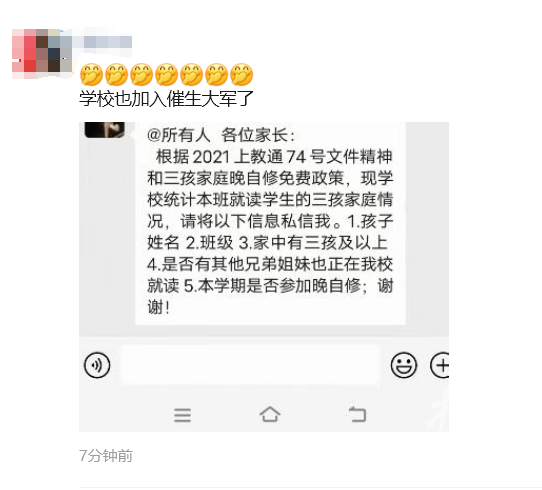 学校也加入催生大军了
@所有人 各位家长：
根据2021上教通74号文件精神
和三孩家庭晚自修免费政策，现学
校统计本班就读学生的三孩家庭情
况，请将以下信息私信我。1.孩子
姓名 2.班级 3.家中有三孩及以上
4.是否有其他兄弟姐妹也正在我校
就读 5.本学期是否参加晚自修；谢
谢！
7分钟前